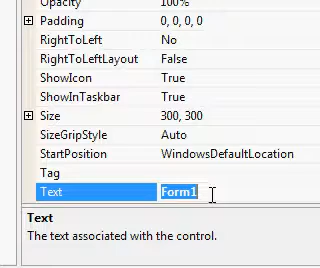 Opacity 100%
Padding 0, 0, 0, 0
RightToLeft No
RightToLeftLayout False
ShowIcon True
ShowInTaskbar True
Size 300, 300
SizeGripStyle Auto
StartPosition WindowsDefaultLocation
Tag
Text Form1
Text
The text associated with the control.